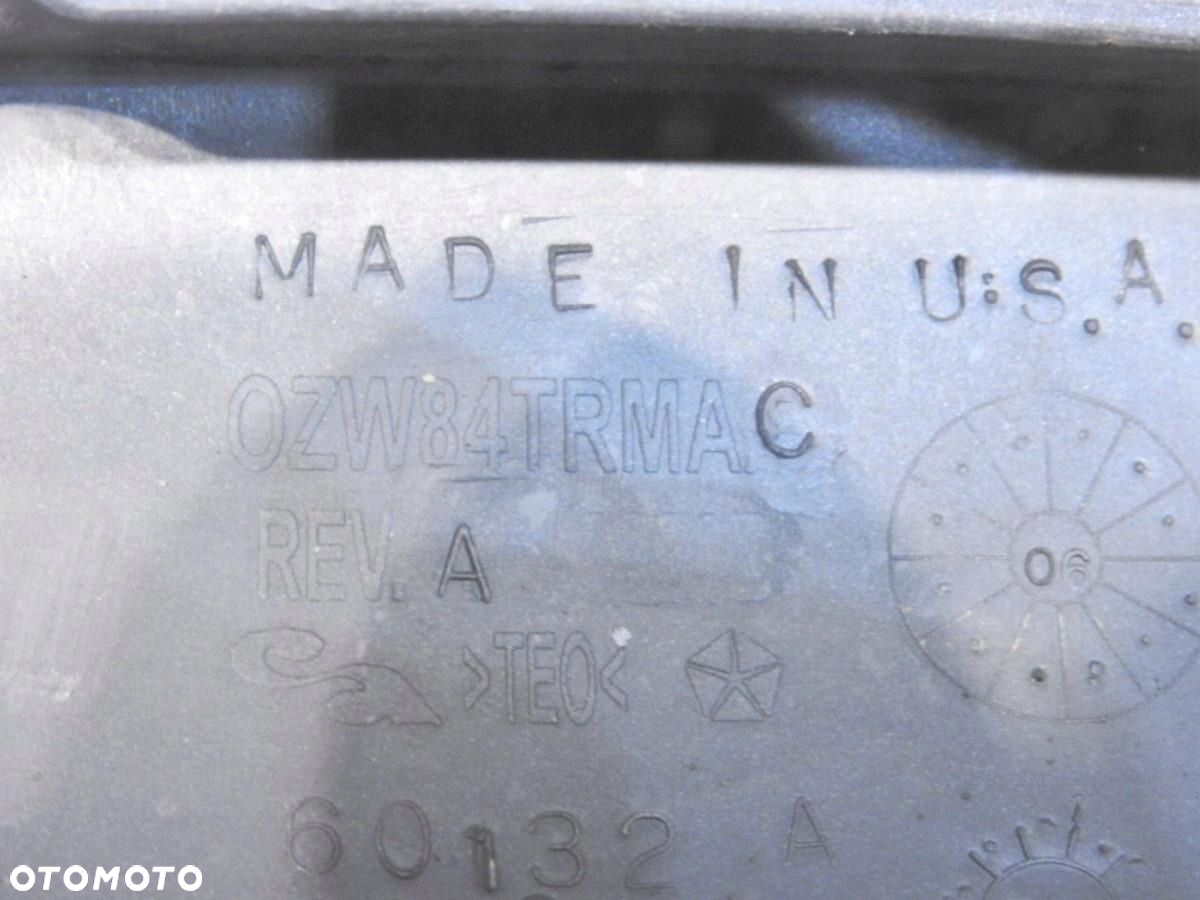 MADE IN U.S.A.
0ZW84TRMAC
REV. A
06
>TEO<
60132 A
OTOMOTO